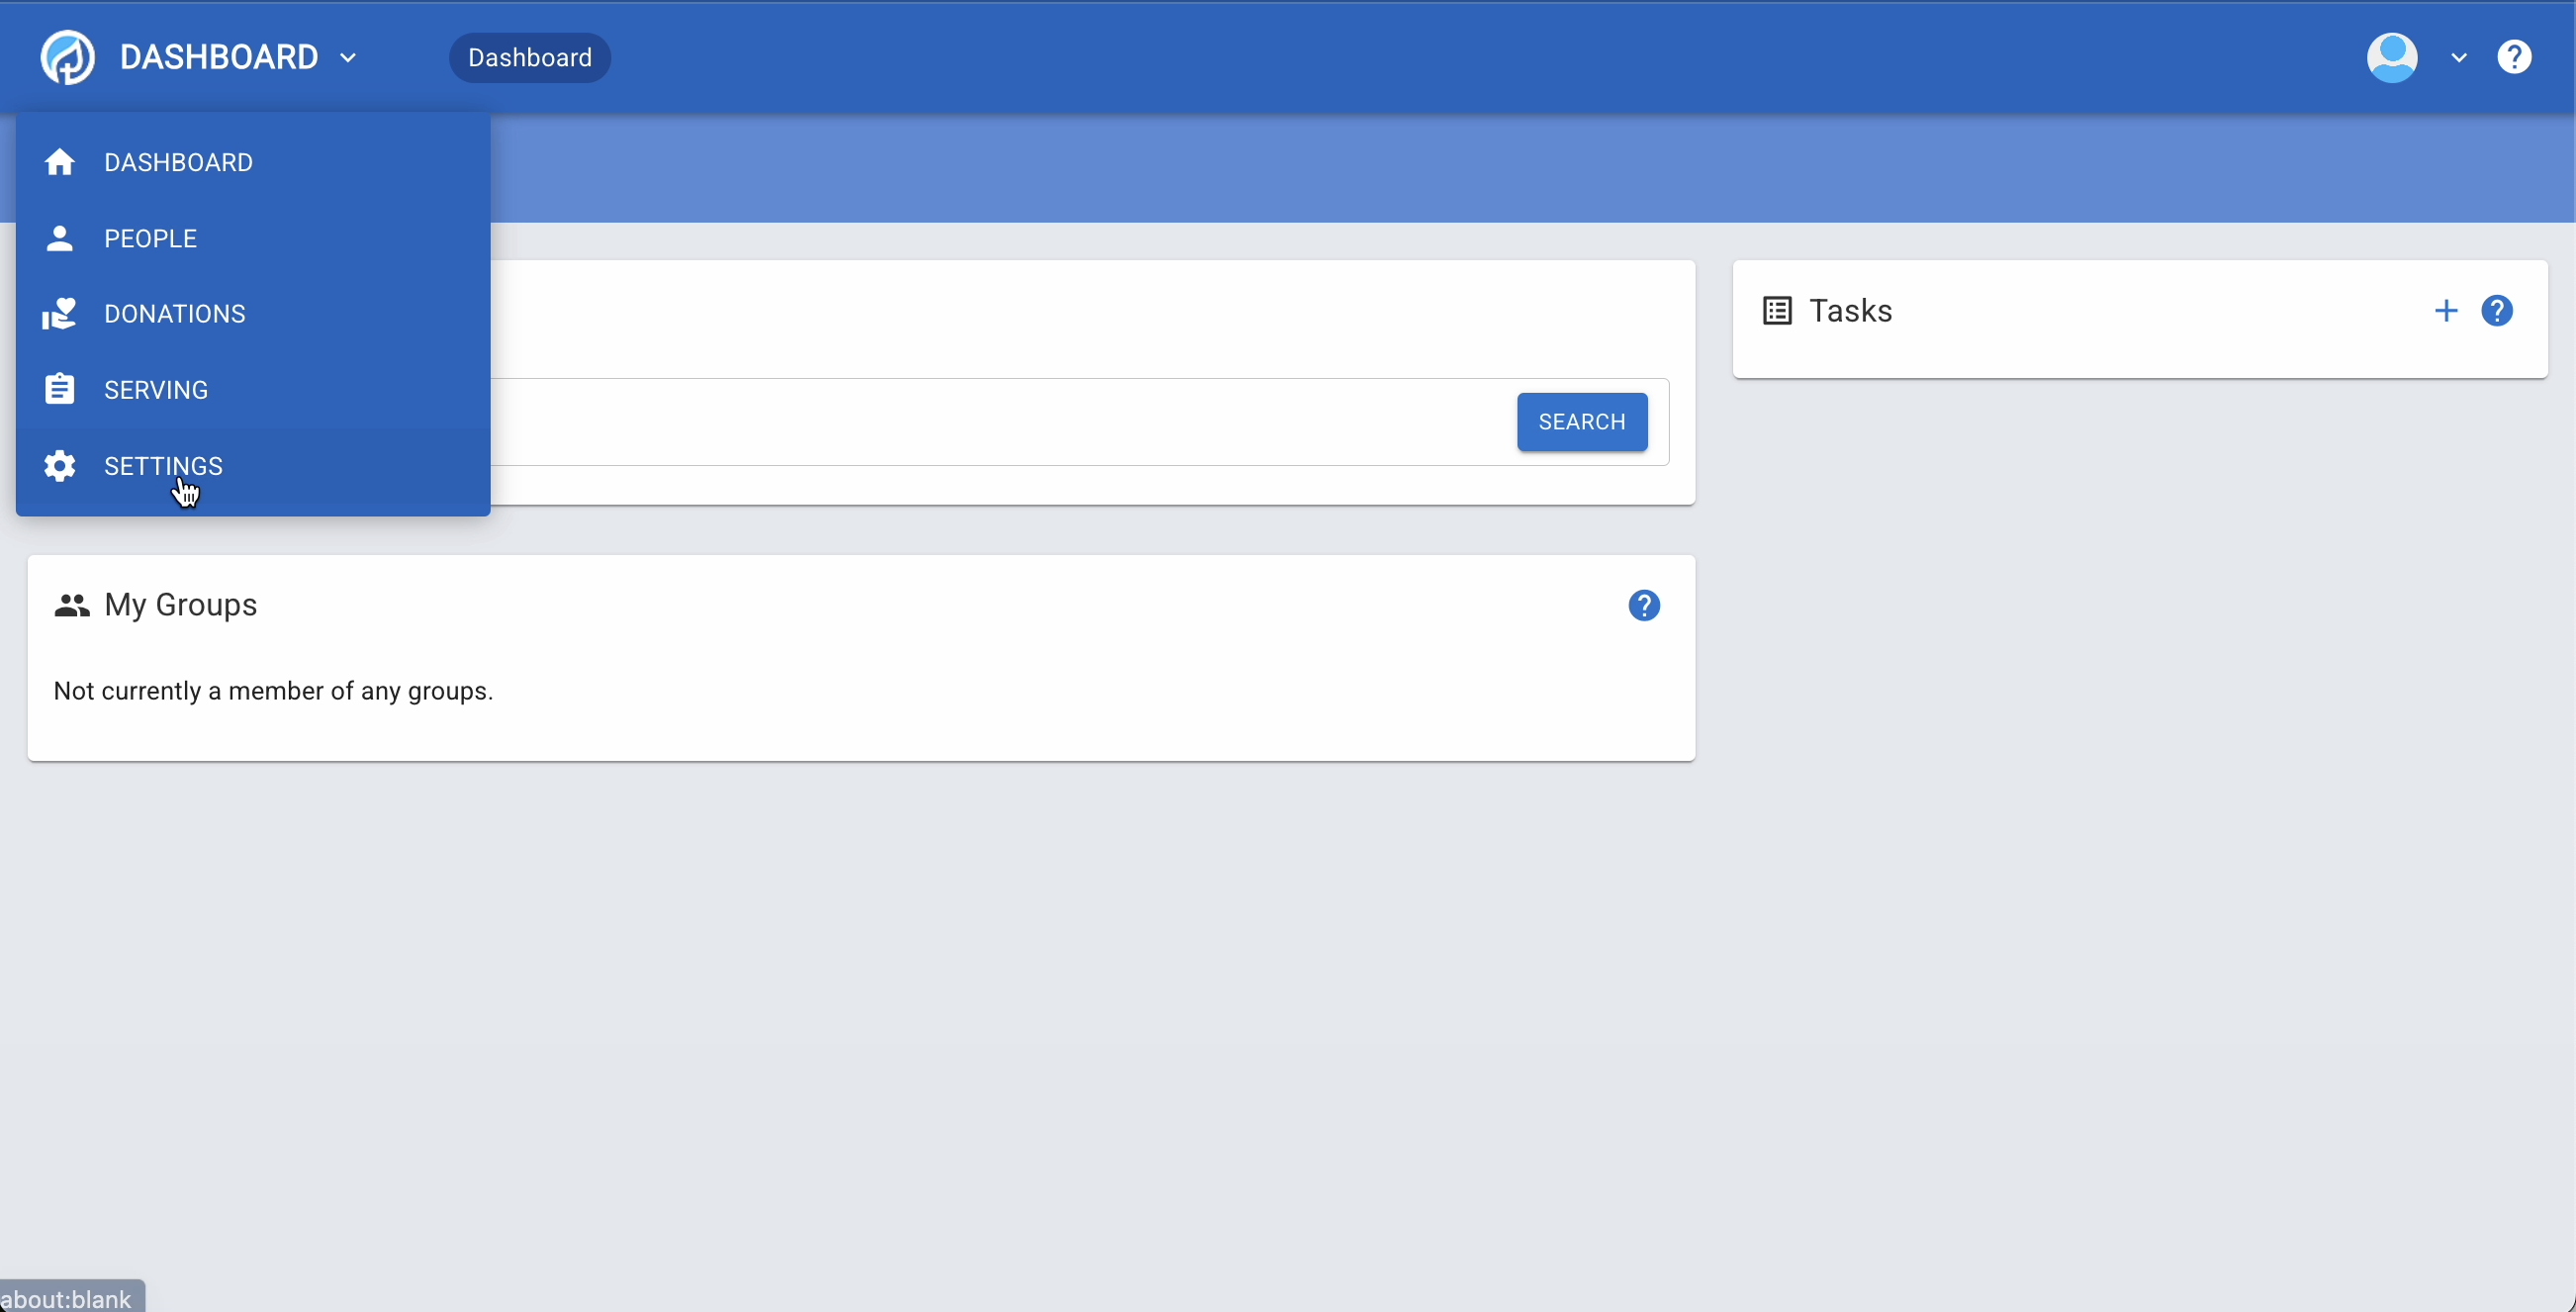 DASHBOARD
Dashboard
DASHBOARD
PEOPLE
DONATIONS
SERVING
SETTINGS
SEARCH
Tasks
My Groups
Not currently a member of any groups.
about:blank